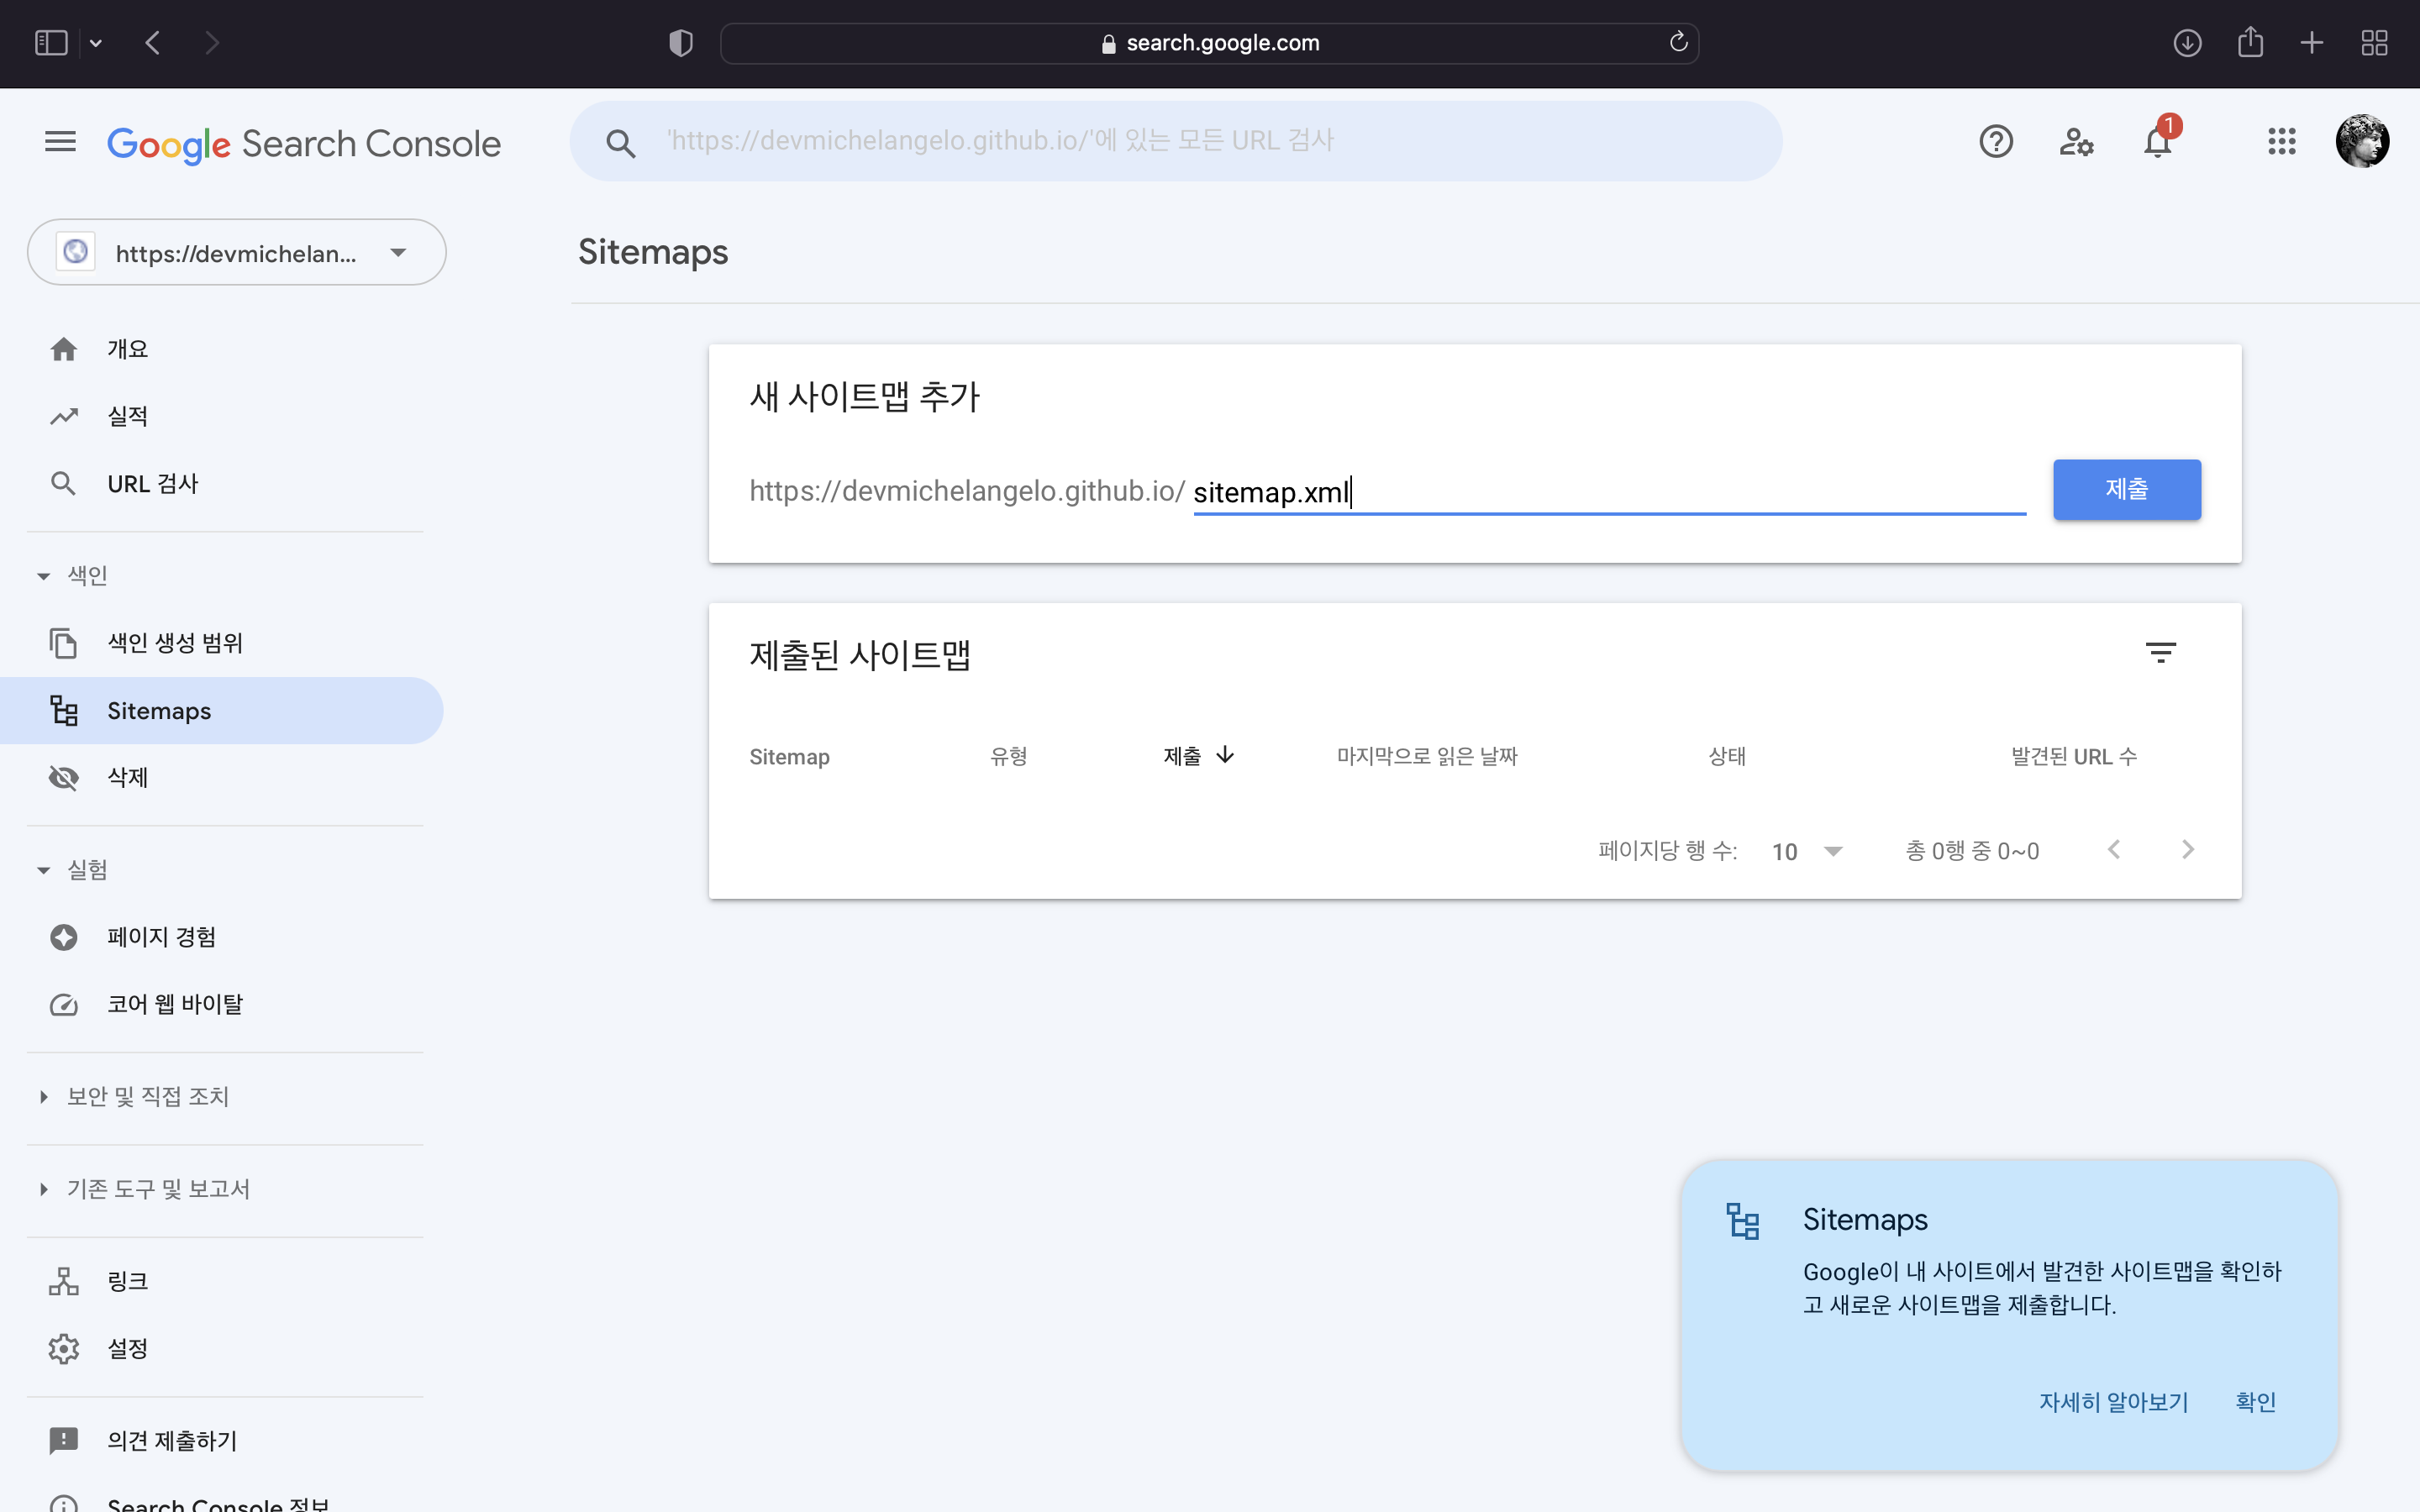 search.google.com
Google Search Console
'https://devmichelangelo.github.io/'에 있는 모든 URL 검사
1
https://devmichelan...
개요
실적
URL 검사
색인
색인 생성 범위
Sitemaps
삭제
실험
페이지 경험
코어 웹 바이탈
보안 및 직접 조치
기존 도구 및 보고서
링크
설정
의견 제출하기
Search Console 정보
Sitemaps
새 사이트맵 추가
https://devmichelangelo.github.io/ sitemap.xml
제출
제출된 사이트맵
Sitemap 유형 제출 마지막으로 읽은 날짜 상태 발견된 URL 수
페이지당 행 수: 10 총 0행 중 0~0
Sitemaps
Google이 내 사이트에서 발견한 사이트맵을 확인하
고 새로운 사이트맵을 제출합니다.
자세히 알아보기 확인